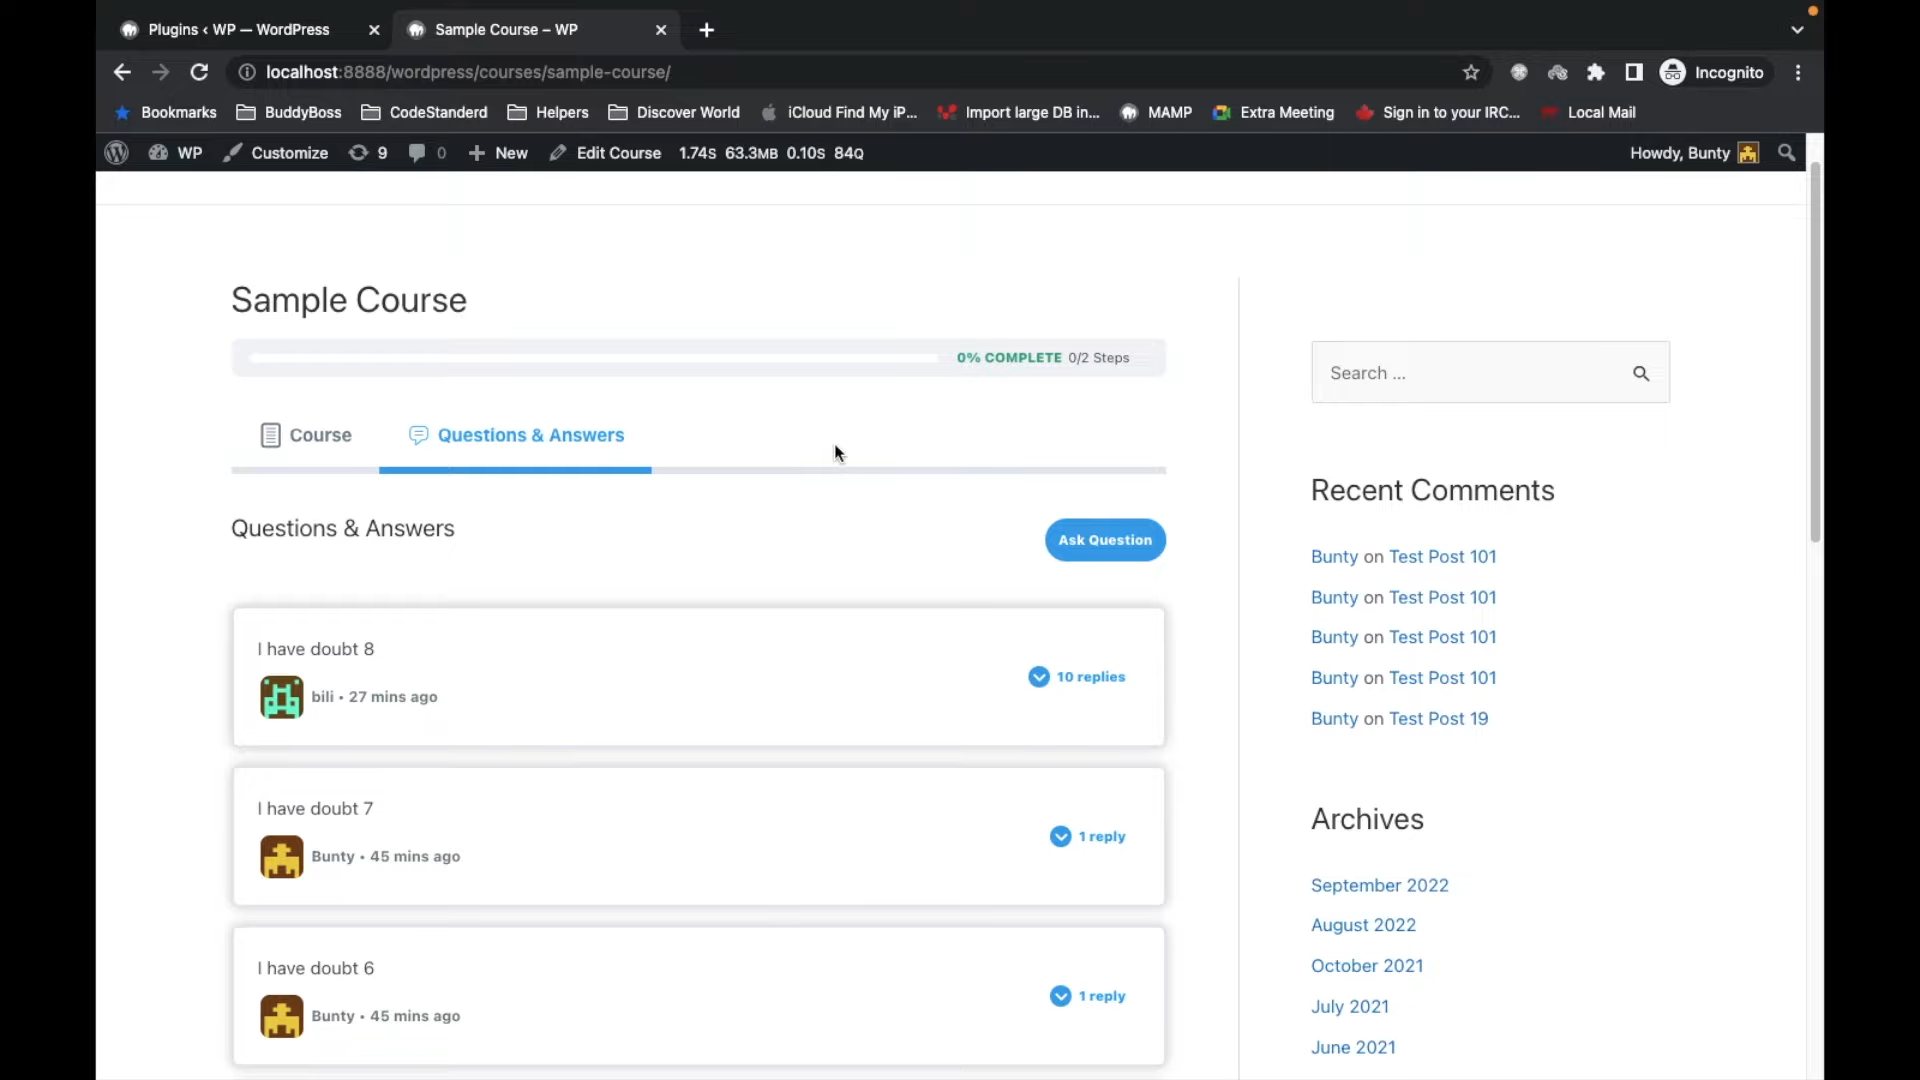 Plugins ‹ WP — WordPress
Sample Course – WP
localhost:8888/wordpress/courses/sample-course/
Incognito
Bookmarks
BuddyBoss
CodeStanderd
Helpers
Discover World
iCloud Find My iP...
Import large DB in...
MAMP
Extra Meeting
Sign in to your IRC...
Local Mail
WP
Customize
9
0
New
Edit Course
1.74S 63.3MB 0.10S 84Q
Howdy, Bunty
Sample Course
0% COMPLETE 0/2 Steps
Course
Questions & Answers
Questions & Answers
Ask Question
I have doubt 8
bili • 27 mins ago
10 replies
I have doubt 7
Bunty • 45 mins ago
1 reply
I have doubt 6
Bunty • 45 mins ago
1 reply
Search ...
Recent Comments
Bunty on Test Post 101
Bunty on Test Post 101
Bunty on Test Post 101
Bunty on Test Post 101
Bunty on Test Post 19
Archives
September 2022
August 2022
October 2021
July 2021
June 2021